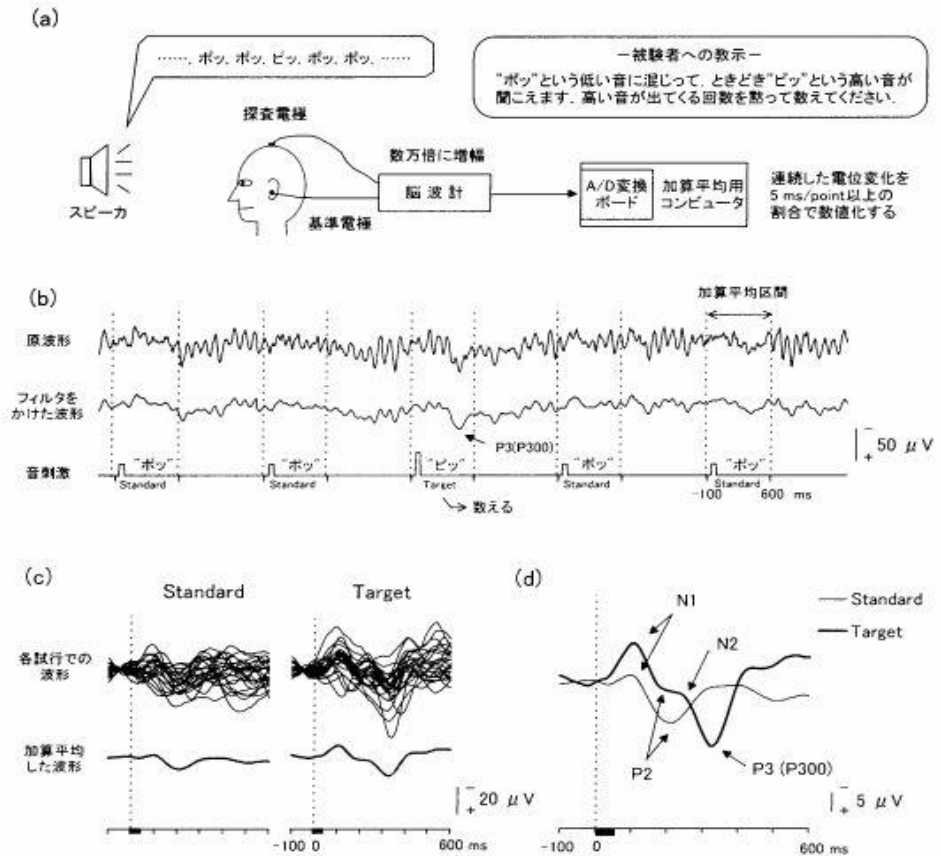 (a)
……, ポッ, ポッ, ピッ, ポッ, ポッ, ……
－被験者への教示－
"ポッ"という低い音に混じって，ときどき"ピッ"という高い音が
聞こえます．高い音が出てくる回数を黙って数えてください．
探査電極
数万倍に増幅
スピーカ
脳波計
A/D変換
ボード
加算平均用
コンピュータ
連続した電位変化を
5 ms/point以上の
割合で数値化する
基準電極
(b)
加算平均区間
原波形
フィルタを
かけた波形
P3(P300)
－
＋ 50 μV
音刺激
"ポッ" "ポッ" "ピッ" "ポッ" "ポッ"
Standard Standard Target Standard Standard
-100 600 ms
数える
(c)
Standard Target
各試行での
波形
加算平均
した波形
－
＋ 20 μV
-100 0 600 ms
(d)
Standard
Target
N1
N2
P2
P3 (P300)
－
＋ 5 μV
-100 0 600 ms